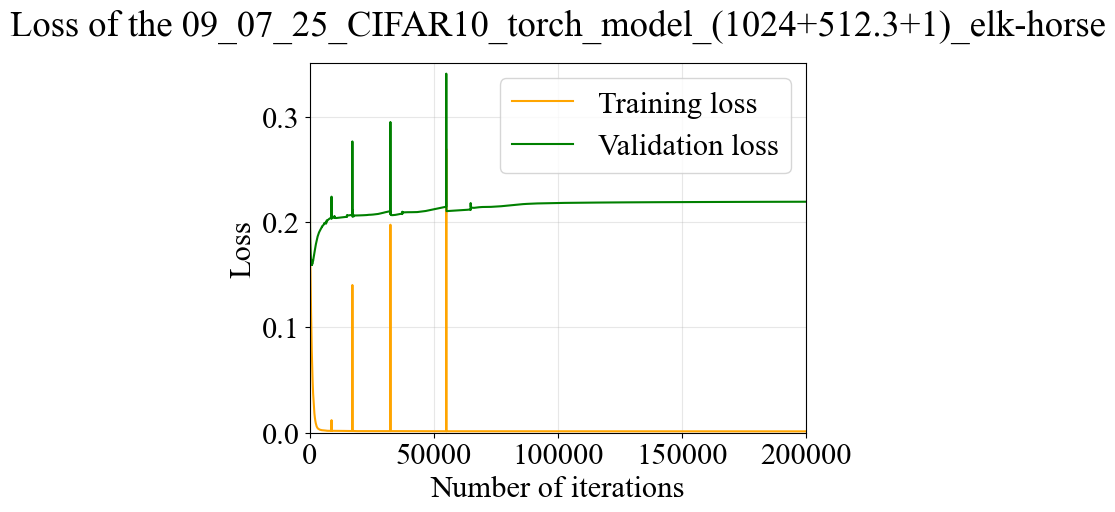 Loss of the 09_07_25_CIFAR10_torch_model_(1024+512.3+1)_elk-horse
Training loss
Validation loss
0.3
0.2
0.1
0.0
Loss
0
50000
100000
150000
200000
Number of iterations